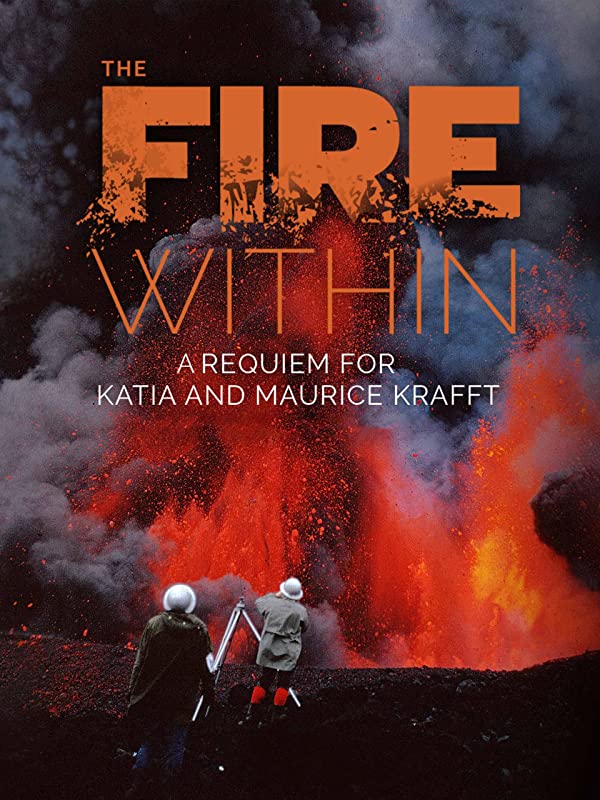 THE
FIRE
WITHIN
A REQUIEM FOR
KATIA AND MAURICE KRAFFT